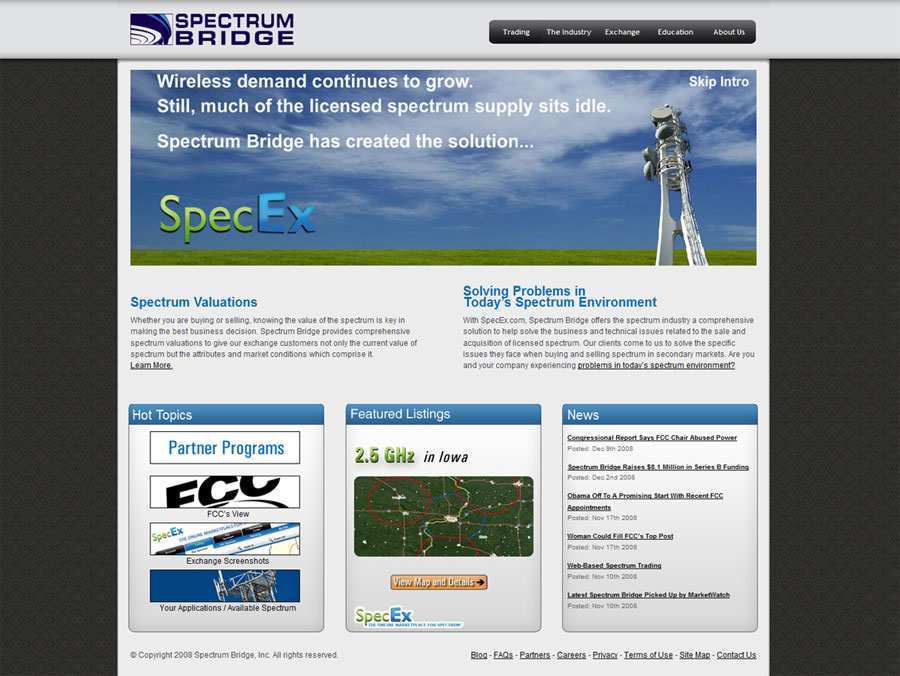 SPECTRUM
BRIDGE
Trading The Industry Exchange Education About Us
Wireless demand continues to grow.
Skip Intro
Still, much of the licensed spectrum supply sits idle.
Spectrum Bridge has created the solution...
SpecEx
Spectrum Valuations
Whether you are buying or selling, knowing the value of the spectrum is key in
making the best business decision. Spectrum Bridge provides comprehensive
spectrum valuations to give our exchange customers not only the current value of
spectrum but the attributes and market conditions which comprise it.
Learn More.
Solving Problems in
Today's Spectrum Environment
With SpecEx.com, Spectrum Bridge offers the spectrum industry a comprehensive
solution to help solve the business and technical issues related to the sale and
acquisition of licensed spectrum. Our clients come to us to solve the specific
issues they face when buying and selling spectrum in secondary markets. Are you
and your company experiencing problems in today's spectrum environment?
Hot Topics
Partner Programs
FCC
FCC's View
SpecEx
Exchange Screenshots
Your Applications / Available Spectrum
Featured Listings
2.5 GHz in Iowa
View Map and Details
SpecEx
THE ONLINE MARKETPLACE FOR SPECTRUM
News
Congressional Report Says FCC Chair Abused Power
Posted: Dec 9th 2008
Spectrum Bridge Raises $8.1 Million in Series B Funding
Posted: Dec 2nd 2008
Obama Off To A Promising Start With Recent FCC
Appointments
Posted: Nov 17th 2008
Woman Could Fill FCC's Top Post
Posted: Nov 17th 2008
Web-Based Spectrum Trading
Posted: Nov 10th 2008
Latest Spectrum Bridge Picked Up by MarketWatch
Posted: Nov 10th 2008
© Copyright 2008 Spectrum Bridge, Inc. All rights reserved.
Blog - FAQs - Partners - Careers - Privacy - Terms of Use - Site Map - Contact Us